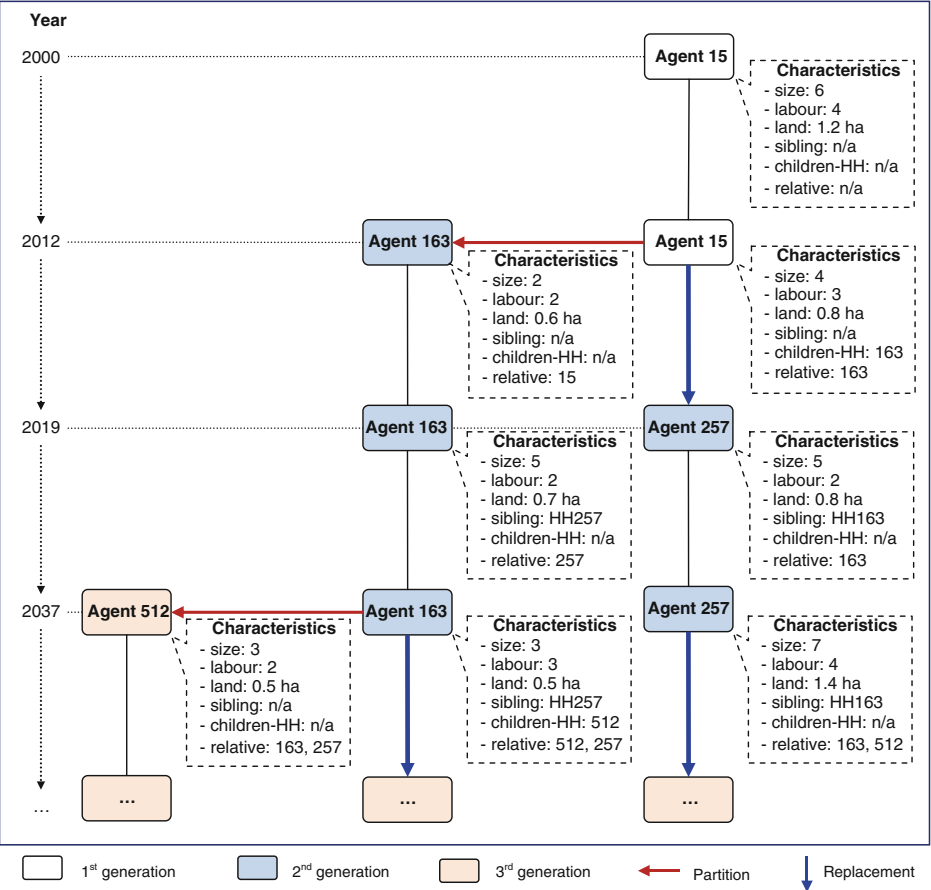 Year
2000
Agent 15
Characteristics
- size: 6
- labour: 4
- land: 1.2 ha
- sibling: n/a
- children-HH: n/a
- relative: n/a
2012
Agent 163
Agent 15
Characteristics
- size: 2
- labour: 2
- land: 0.6 ha
- sibling: n/a
- children-HH: n/a
- relative: 15
Characteristics
- size: 4
- labour: 3
- land: 0.8 ha
- sibling: n/a
- children-HH: 163
- relative: 163
2019
Agent 163
Agent 257
Characteristics
- size: 5
- labour: 2
- land: 0.7 ha
- sibling: HH257
- children-HH: n/a
- relative: 257
Characteristics
- size: 5
- labour: 2
- land: 0.8 ha
- sibling: HH163
- children-HH: n/a
- relative: 163
2037
Agent 512
Agent 163
Agent 257
Characteristics
- size: 3
- labour: 2
- land: 0.5 ha
- sibling: n/a
- children-HH: n/a
- relative: 163, 257
Characteristics
- size: 3
- labour: 3
- land: 0.5 ha
- sibling: HH257
- children-HH: 512
- relative: 512, 257
Characteristics
- size: 7
- labour: 4
- land: 1.4 ha
- sibling: HH163
- children-HH: n/a
- relative: 163, 512
...
...
...
...
1st generation
2nd generation
3rd generation
Partition
Replacement